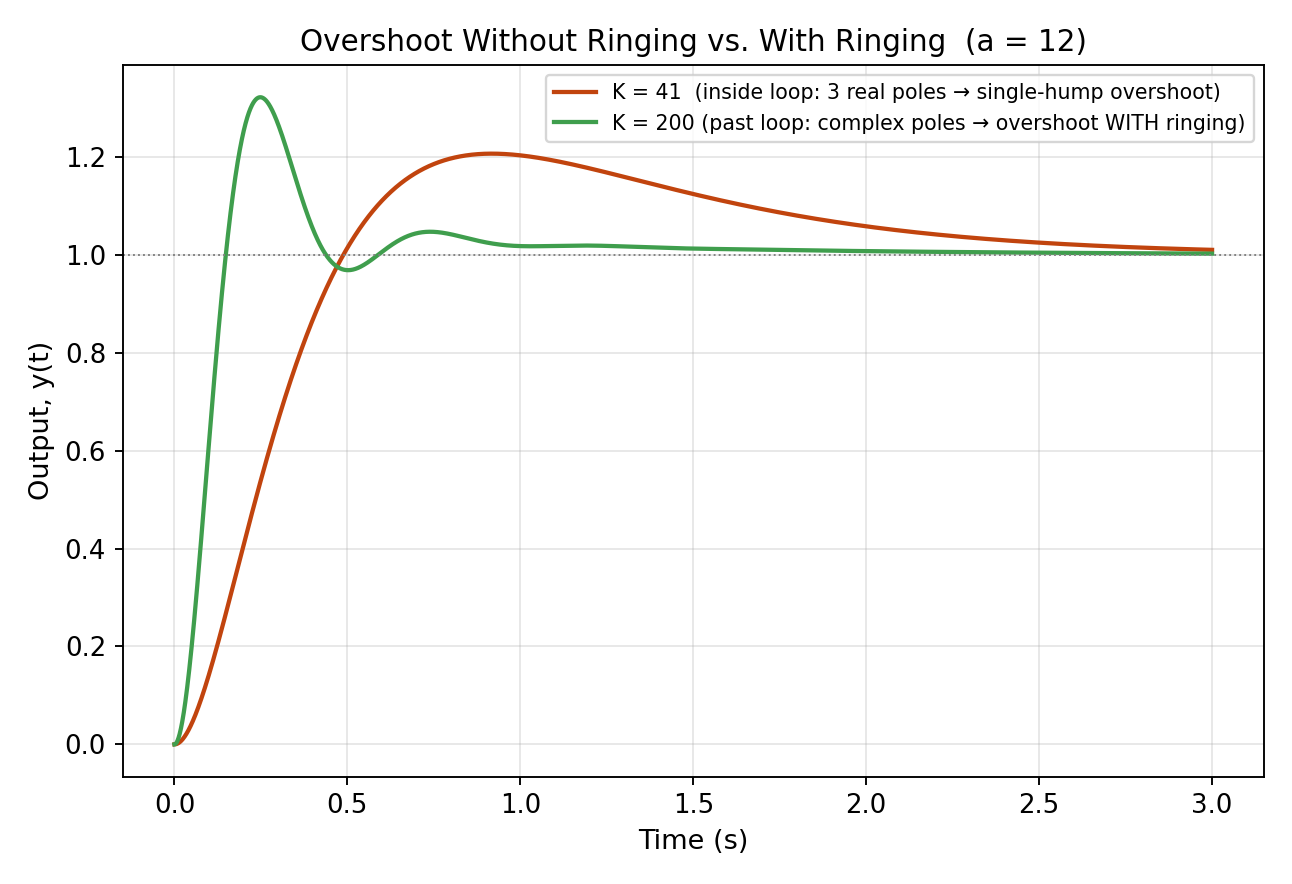 Overshoot Without Ringing vs. With Ringing  (a = 12)
K = 41  (inside loop: 3 real poles → single-hump overshoot)
K = 200 (past loop: complex poles → overshoot WITH ringing)
Output, y(t)
1.2
1.0
0.8
0.6
0.4
0.2
0.0
0.0 0.5 1.0 1.5 2.0 2.5 3.0
Time (s)